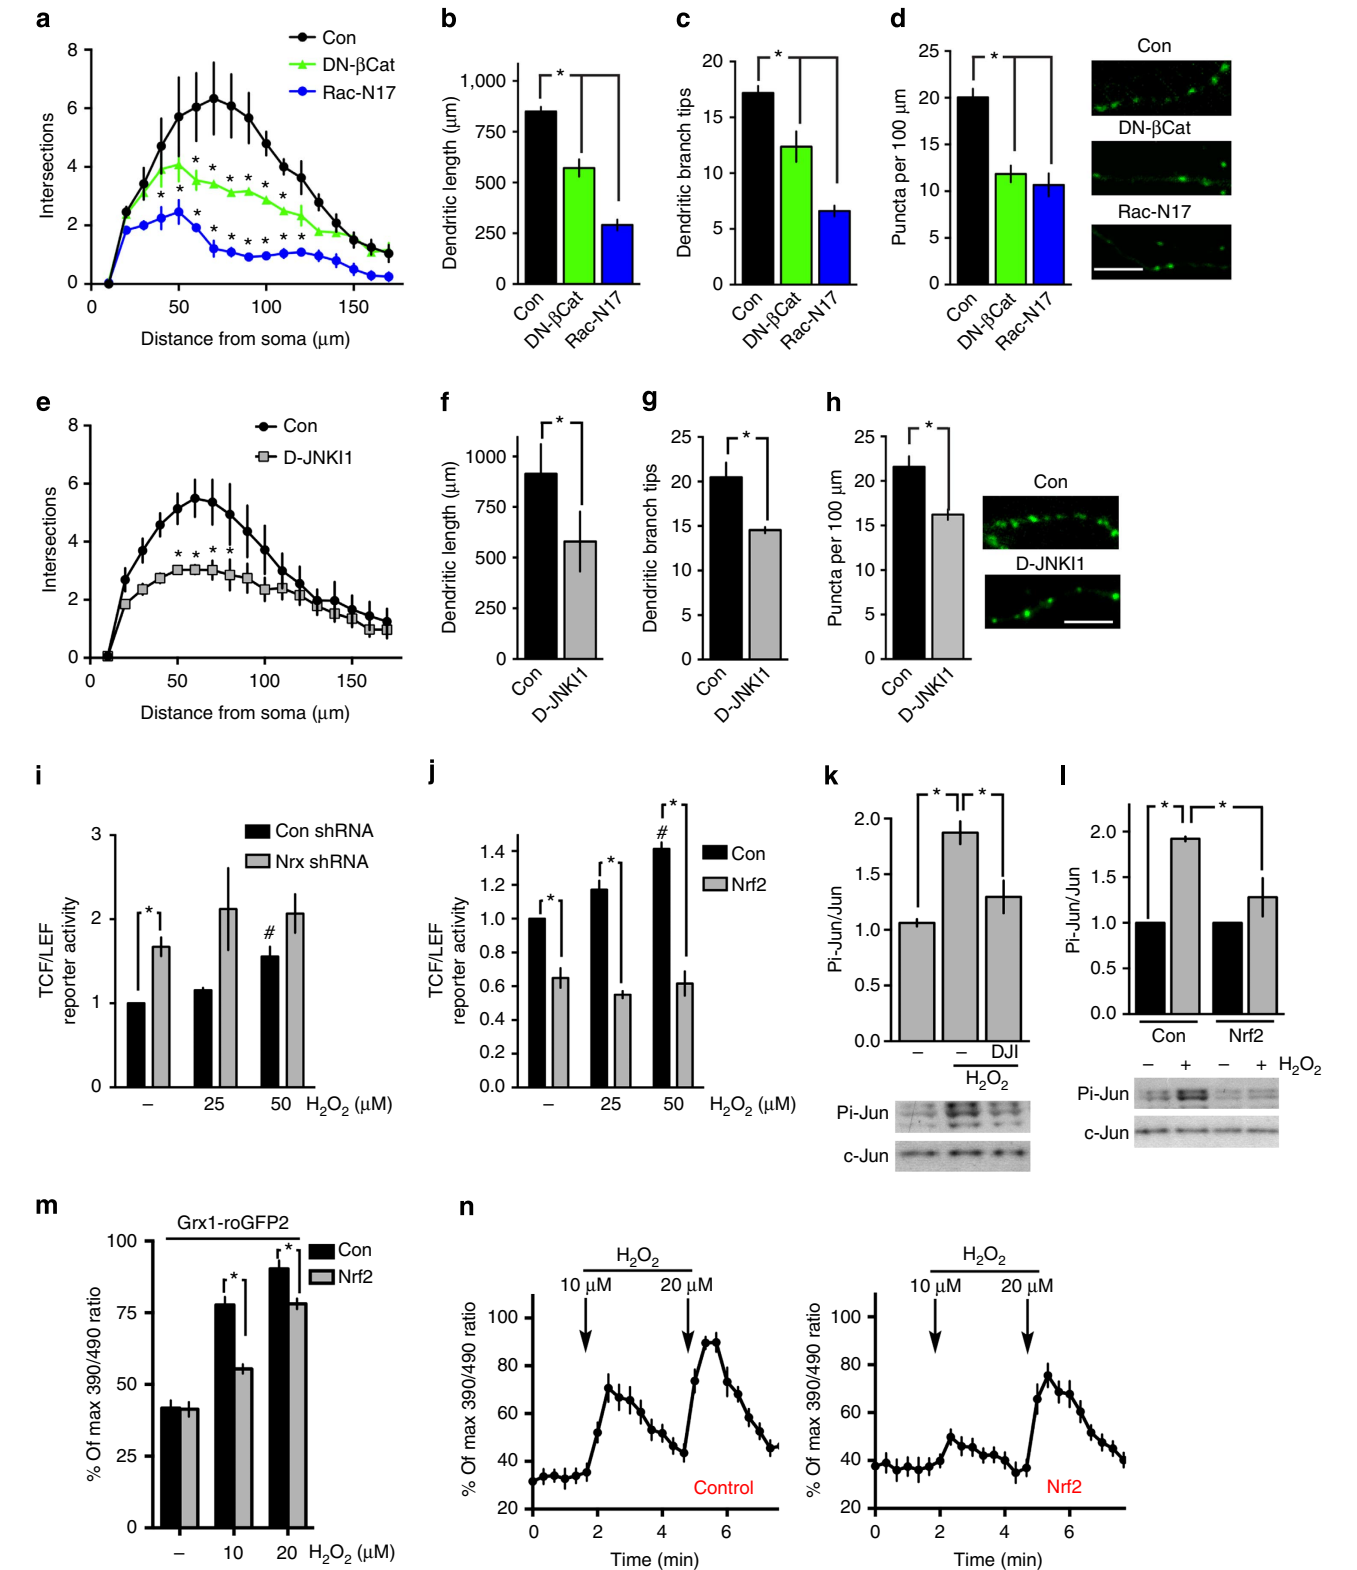 a
8
6
4
2
0
Intersections
0
50
100
150
Distance from soma (μm)
Con
DN-βCat
Rac-N17
* * * * * *
* * * * * * * * *
b
1,000
750
500
250
0
Dendritic length (μm)
*
Con
DN-βCat
Rac-N17
c
20
15
10
5
0
Dendritic branch tips
*
Con
DN-βCat
Rac-N17
d
25
20
15
10
5
0
Puncta per 100 μm
*
Con
DN-βCat
Rac-N17
Con
DN-βCat
Rac-N17
e
8
6
4
2
0
Intersections
0
50
100
150
Distance from soma (μm)
Con
D-JNKI1
* * * *
f
1000
750
500
250
0
Dendritic length (μm)
*
Con
D-JNKI1
g
25
20
15
10
5
0
Dendritic branch tips
*
Con
D-JNKI1
h
25
20
15
10
5
0
Puncta per 100 μm
*
Con
D-JNKI1
Con
D-JNKI1
i
3
2
1
0
TCF/LEF
reporter activity
Con shRNA
Nrx shRNA
*
#
–
25
50
H₂O₂ (μM)
j
1.4
1.2
1.0
0.8
0.6
0.4
0.2
0.0
TCF/LEF
reporter activity
Con
Nrf2
*
*
*
#
–
25
50
H₂O₂ (μM)
k
2.0
1.5
1.0
0.5
0.0
Pi-Jun/Jun
* *
– – DJI
H₂O₂
Pi-Jun
c-Jun
l
2.0
1.5
1.0
0.5
0.0
Pi-Jun/Jun
* *
Con
Nrf2
– + – + H₂O₂
Pi-Jun
c-Jun
m
Grx1-roGFP2
100
75
50
25
0
% Of max 390/490 ratio
Con
Nrf2
*
*
–
10
20
H₂O₂ (μM)
n
H₂O₂
10 μM
20 μM
100
80
60
40
20
% Of max 390/490 ratio
Control
0
2
4
6
Time (min)
H₂O₂
10 μM
20 μM
100
80
60
40
20
% Of max 390/490 ratio
Nrf2
0
2
4
6
Time (min)